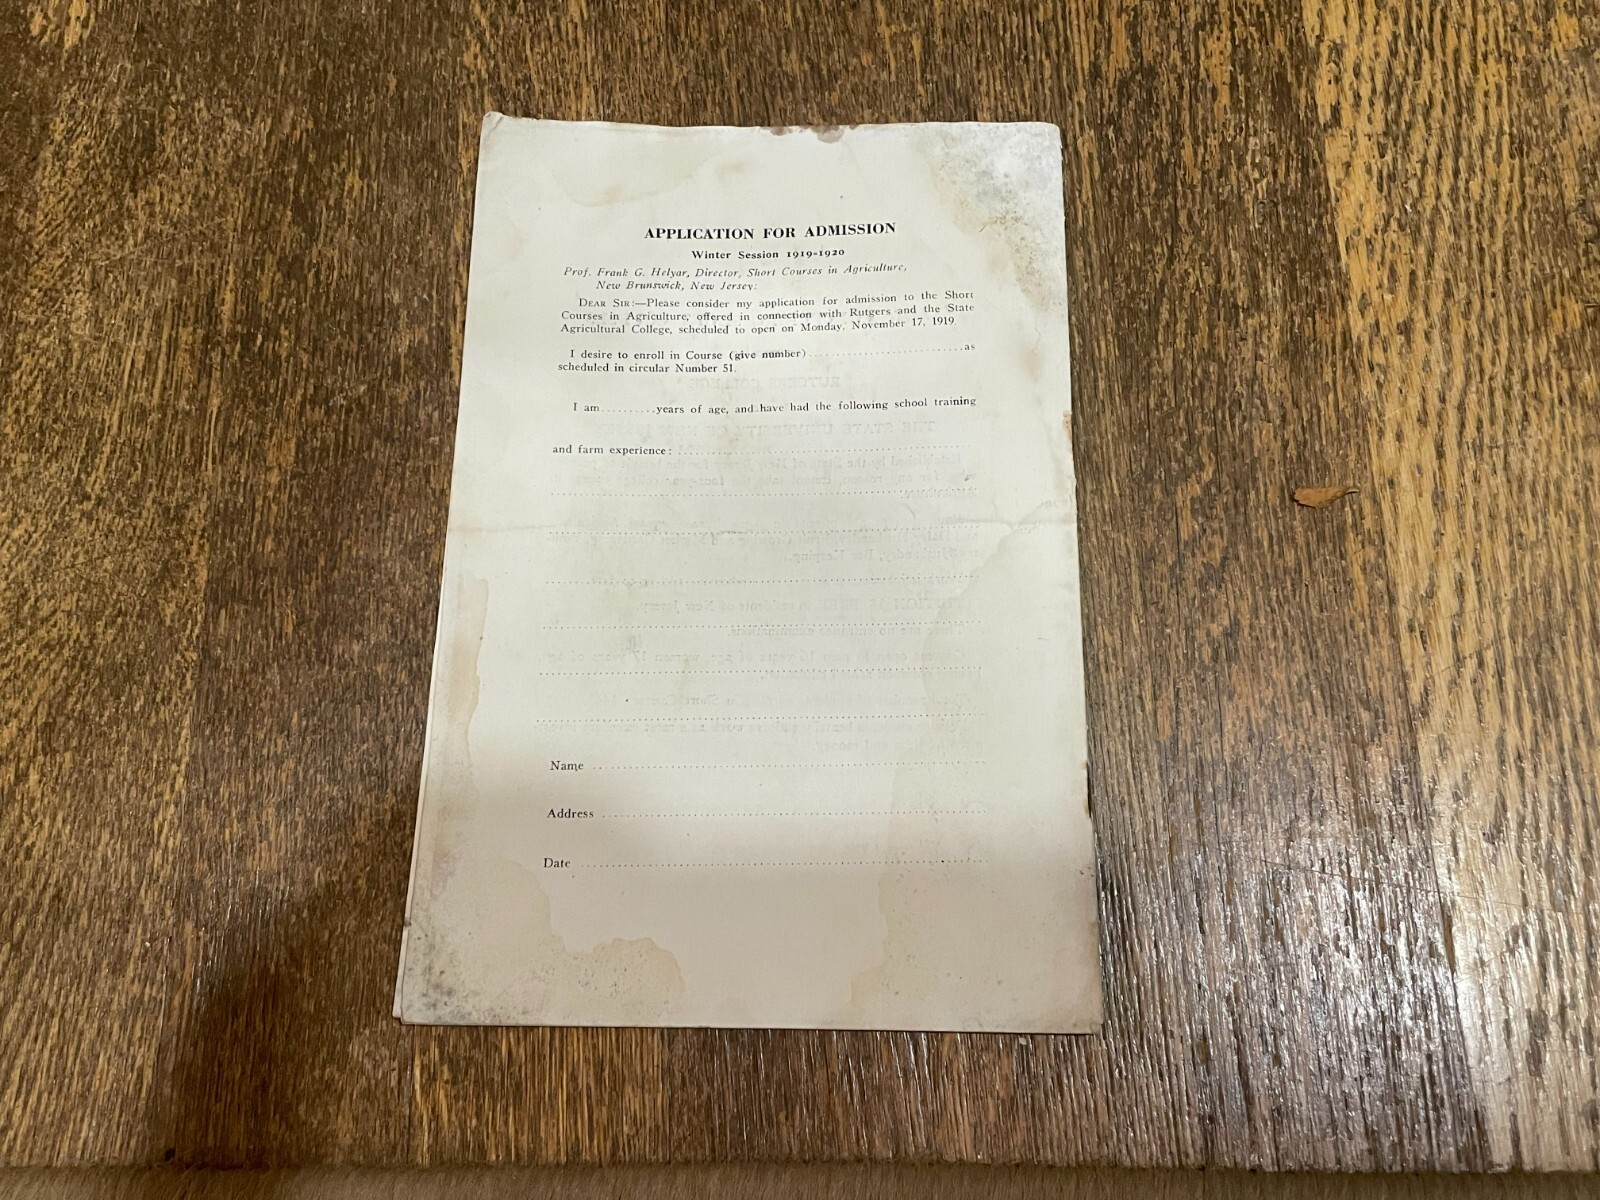 APPLICATION FOR ADMISSION
Winter Session 1919-1920
Prof. Frank G. Helyar, Director, Short Courses in Agriculture,
New Brunswick, New Jersey:
DEAR SIR:—Please consider my application for admission to the Short
Courses in Agriculture, offered in connection with Rutgers and the State
Agricultural College, scheduled to open on Monday, November 17, 1919
I desire to enroll in Course (give number)..............................as
scheduled in circular Number 51.
I am.........years of age, and have had the following school training
and farm experience:
Name
Address
Date